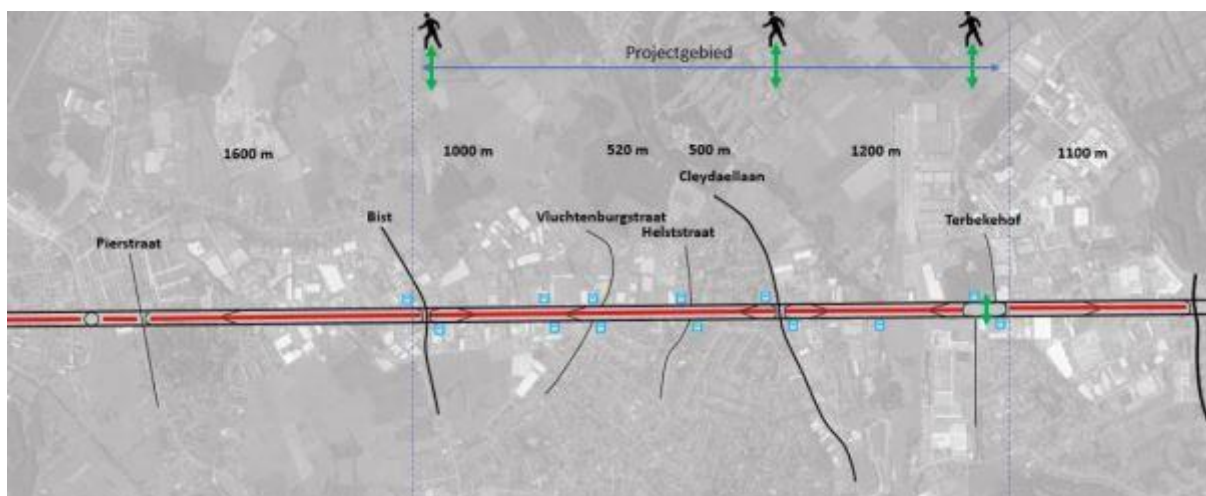 Projectgebied
1600 m
1000 m
520 m
500 m
1200 m
1100 m
Cleydaellaan
Bist
Vluchtenburgstraat
Helststraat
Terbekehof
Pierstraat